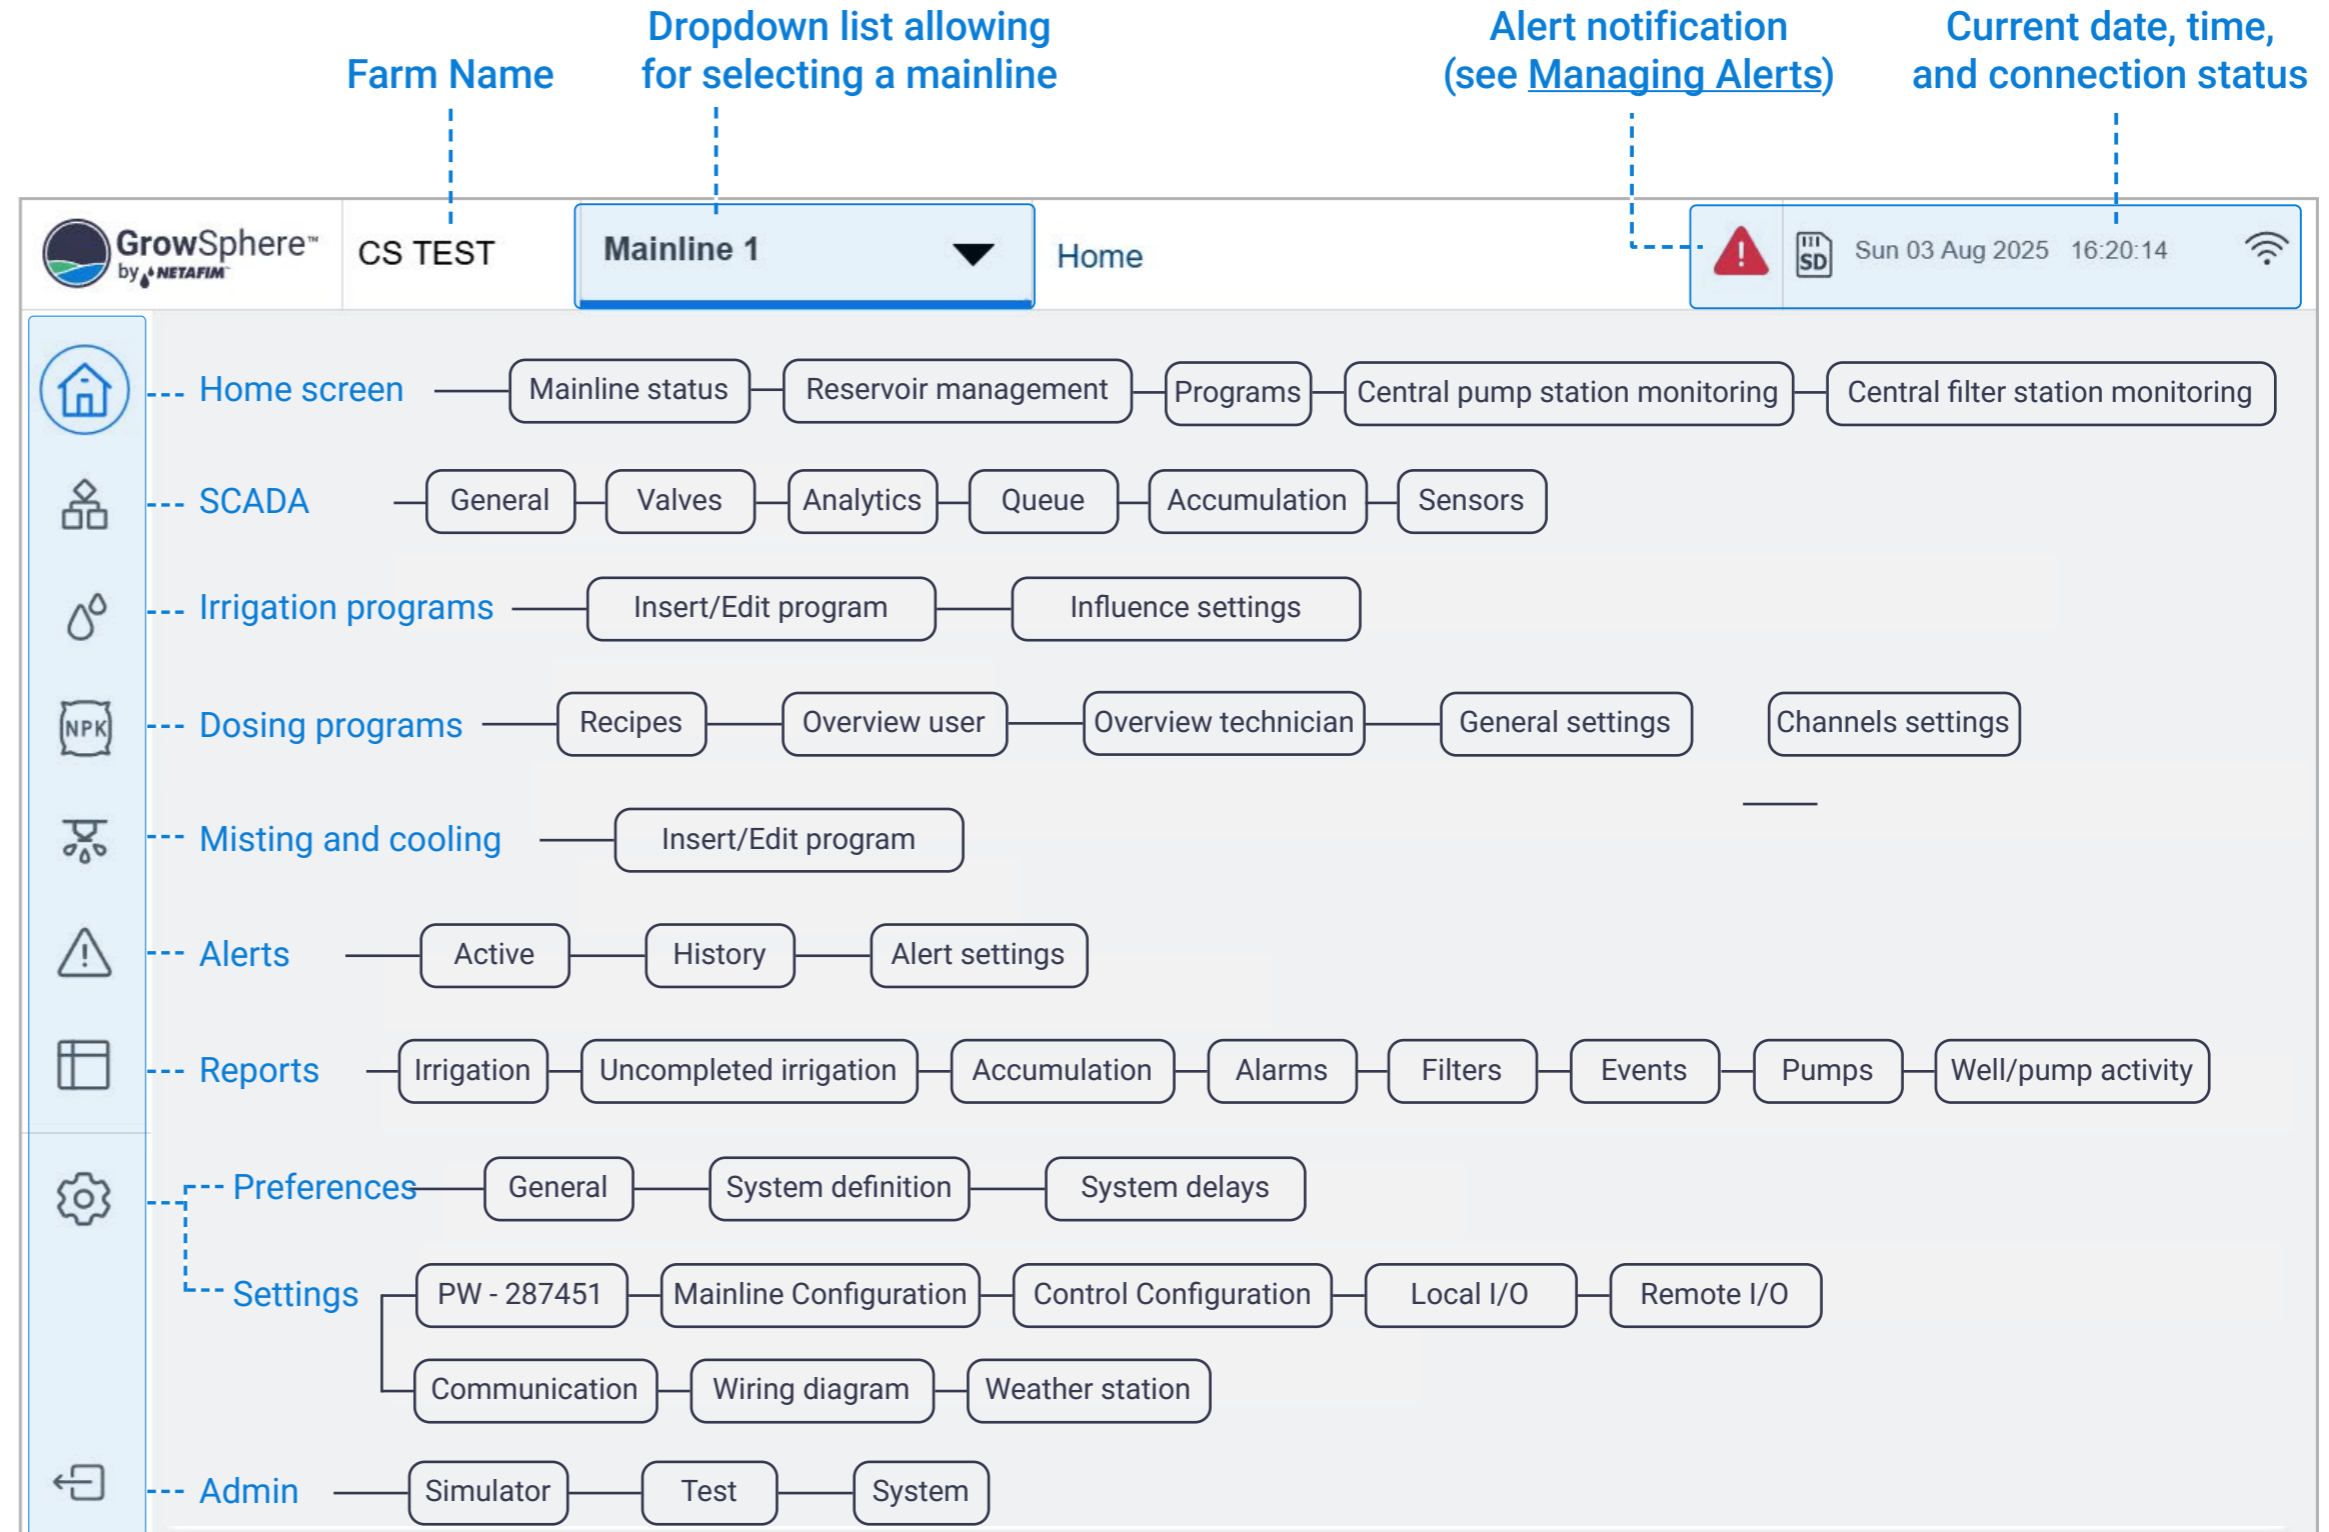 Dropdown list allowing
for selecting a mainline
Farm Name
Alert notification
(see Managing Alerts)
Current date, time,
and connection status
GrowSphere™
by NETAFIM™
CS TEST
Mainline 1
Home
SD
Sun 03 Aug 2025 16:20:14
Home screen Mainline status Reservoir management Programs Central pump station monitoring Central filter station monitoring
SCADA General Valves Analytics Queue Accumulation Sensors
Irrigation programs Insert/Edit program Influence settings
NPK Dosing programs Recipes Overview user Overview technician General settings Channels settings
Misting and cooling Insert/Edit program
Alerts Active History Alert settings
Reports Irrigation Uncompleted irrigation Accumulation Alarms Filters Events Pumps Well/pump activity
Preferences General System definition System delays
Settings PW - 287451 Mainline Configuration Control Configuration Local I/O Remote I/O
Communication Wiring diagram Weather station
Admin Simulator Test System